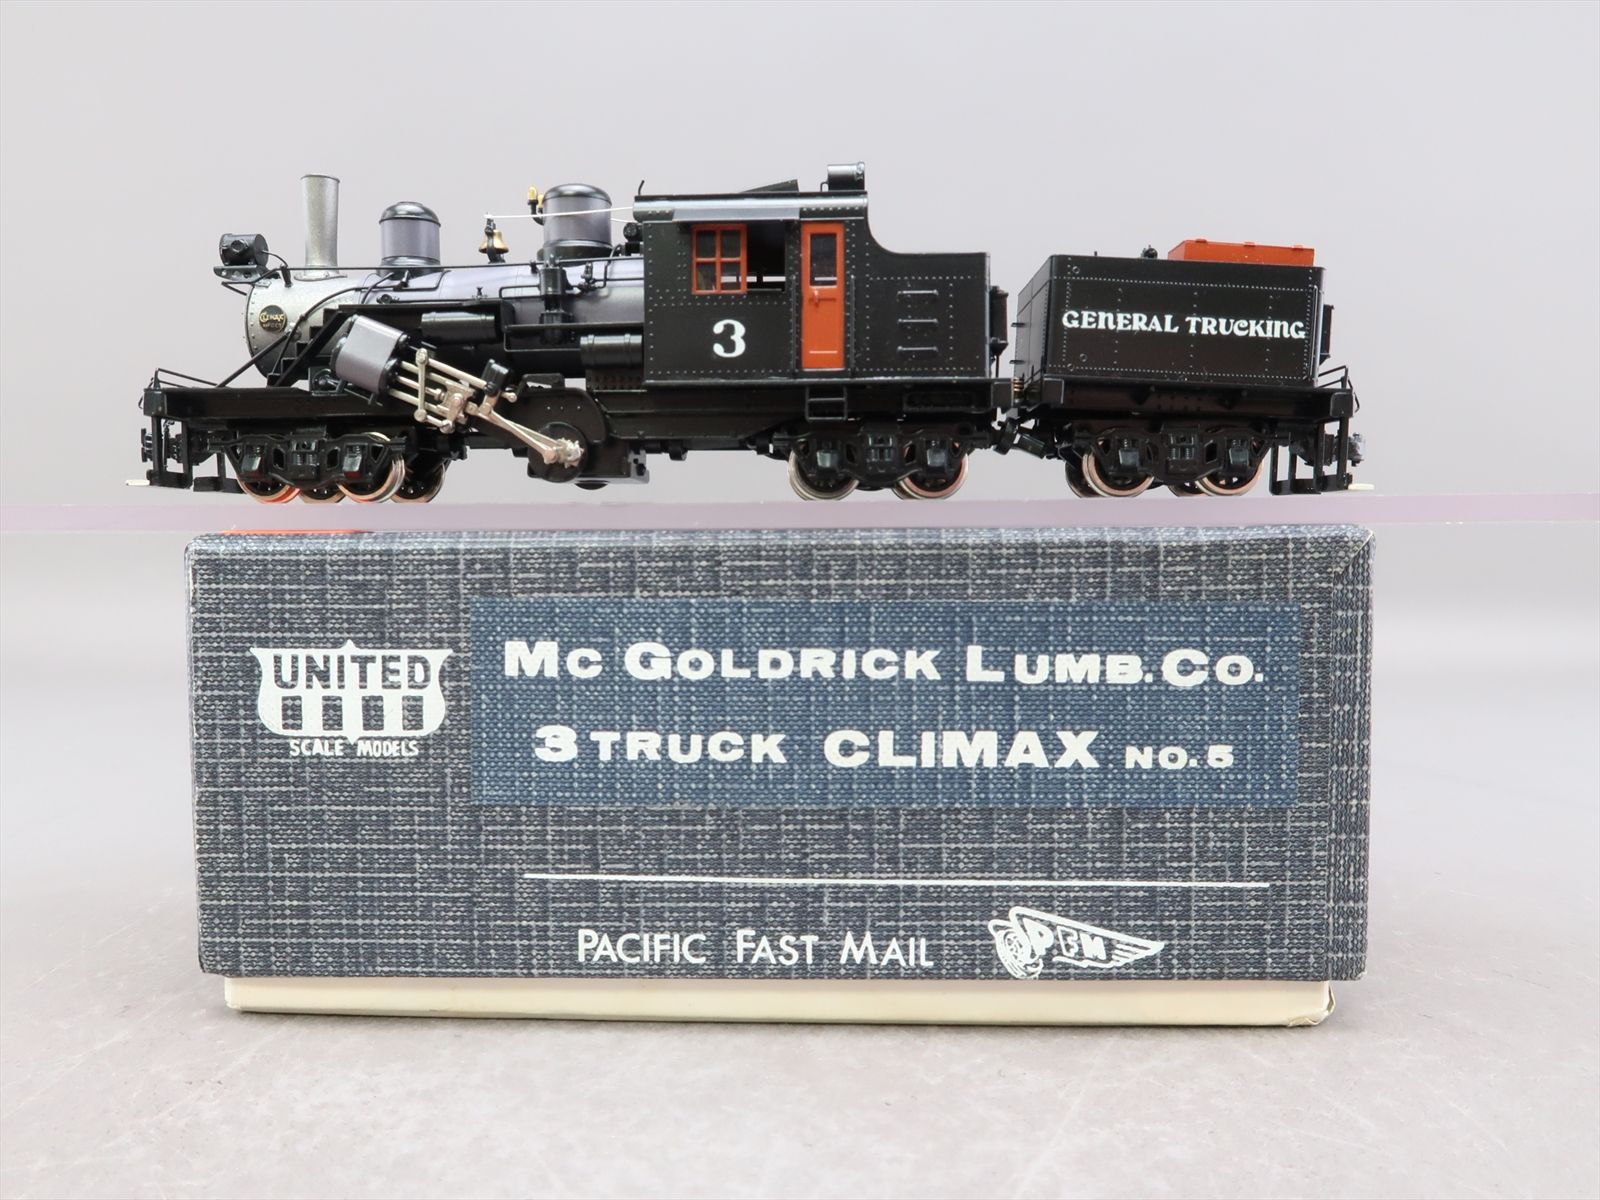 CLIMAX
3
GENERAL TRUCKING
UNITED
SCALE MODELS
MC GOLDRICK LUMB. CO.
3 TRUCK CLIMAX NO. 5
PACIFIC FAST MAIL
PFM